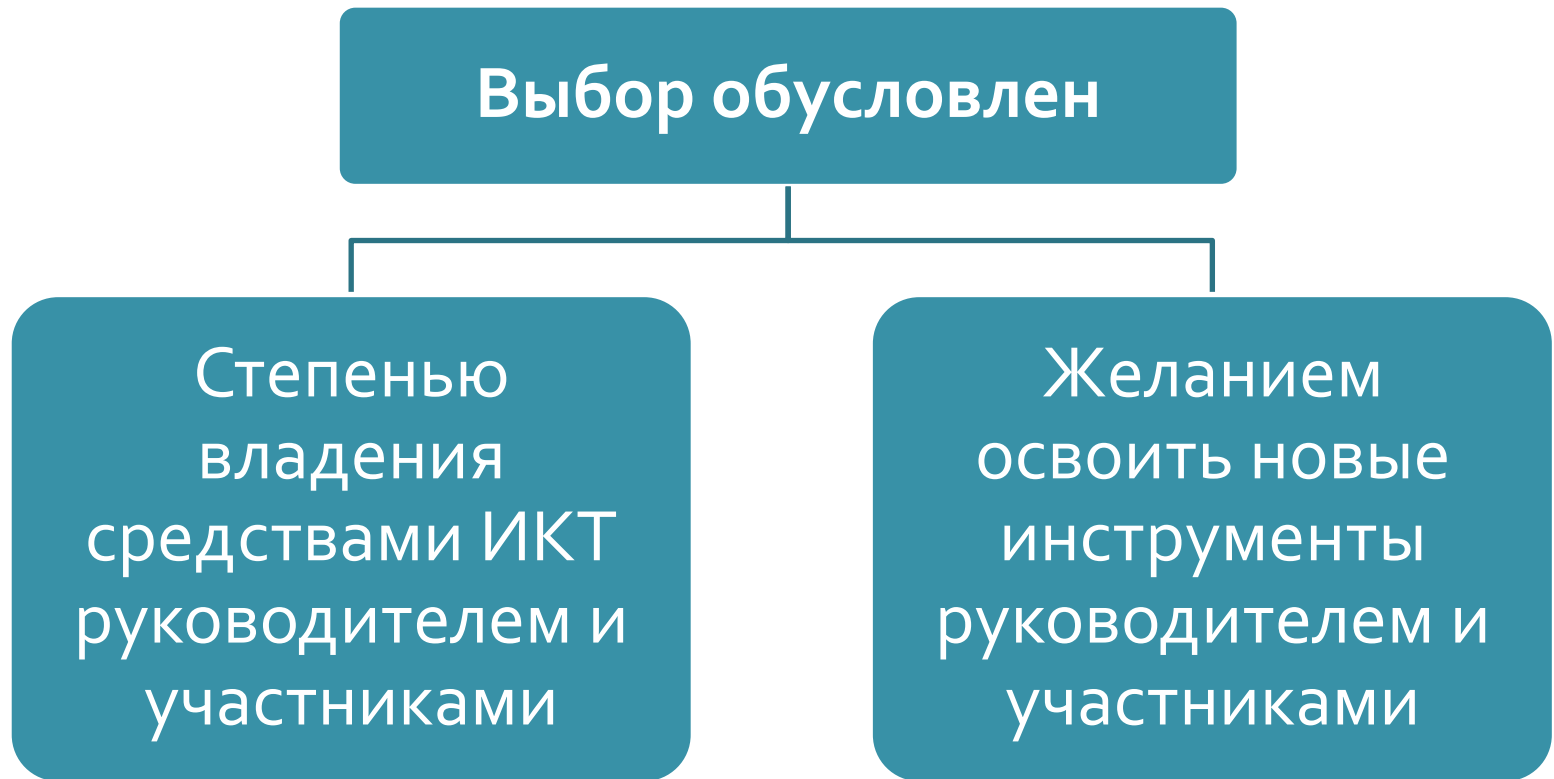 Выбор обусловлен
Степенью
владения
средствами ИКТ
руководителем и
участниками
Желанием
освоить новые
инструменты
руководителем и
участниками